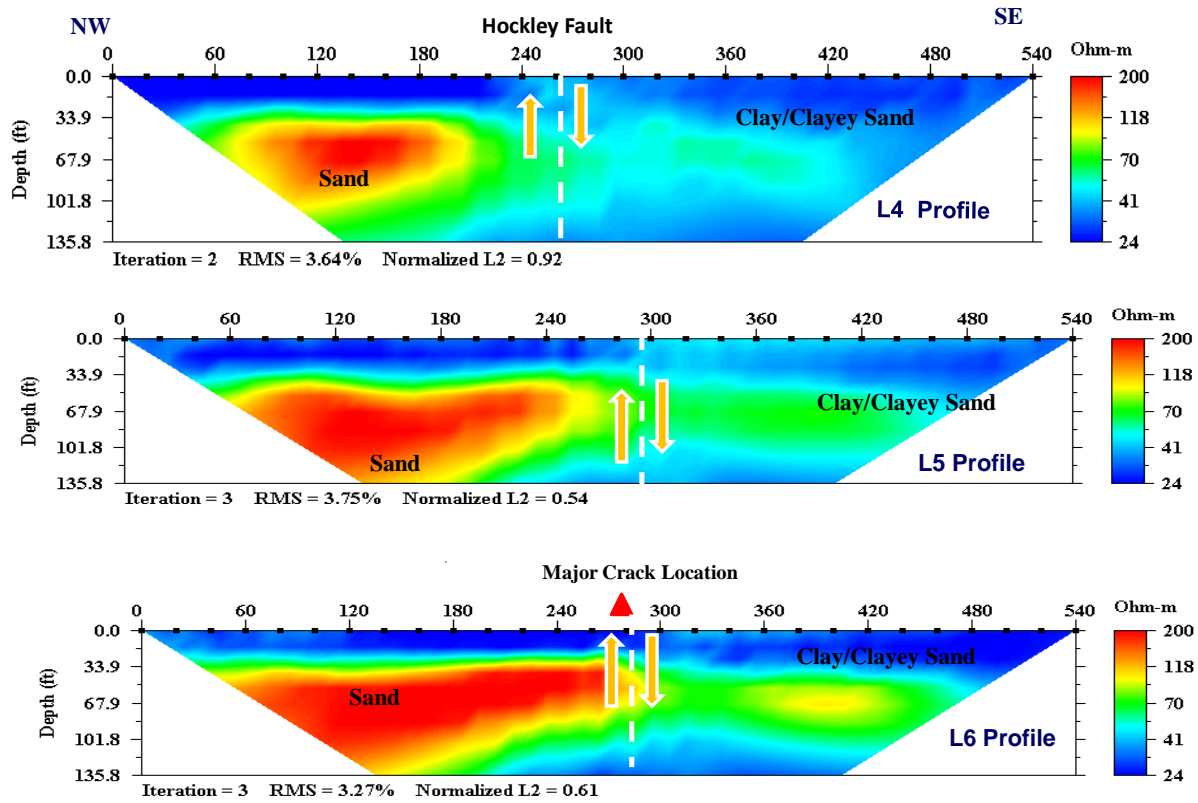 NW
Hockley Fault
SE
0 60 120 180 240 300 360 420 480 540
Ohm-m
Depth (ft)
0.0
33.9
67.9
101.8
135.8
Clay/Clayey Sand
Sand
L4 Profile
200
118
70
41
24
Iteration = 2 RMS = 3.64% Normalized L2 = 0.92
0 60 120 180 240 300 360 420 480 540
Ohm-m
Depth (ft)
0.0
33.9
67.9
101.8
135.8
Clay/Clayey Sand
Sand
L5 Profile
200
118
70
41
24
Iteration = 3 RMS = 3.75% Normalized L2 = 0.54
Major Crack Location
0 60 120 180 240 300 360 420 480 540
Ohm-m
Depth (ft)
0.0
33.9
67.9
101.8
135.8
Clay/Clayey Sand
Sand
L6 Profile
200
118
70
41
24
Iteration = 3 RMS = 3.27% Normalized L2 = 0.61